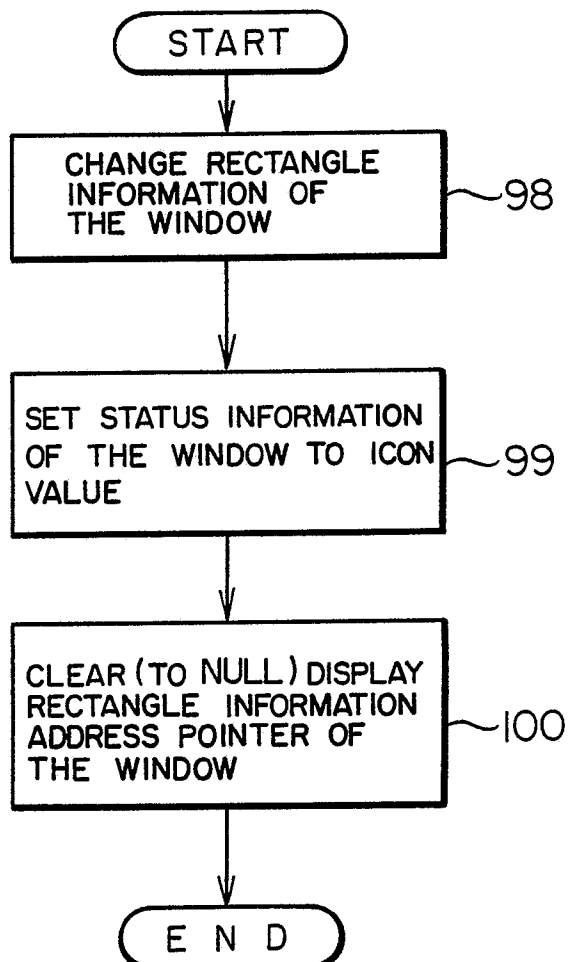 START
CHANGE RECTANGLE
INFORMATION OF
THE WINDOW
98
SET STATUS INFORMATION
OF THE WINDOW TO ICON
VALUE
99
CLEAR (TO NULL) DISPLAY
RECTANGLE INFORMATION
ADDRESS POINTER OF
THE WINDOW
100
END